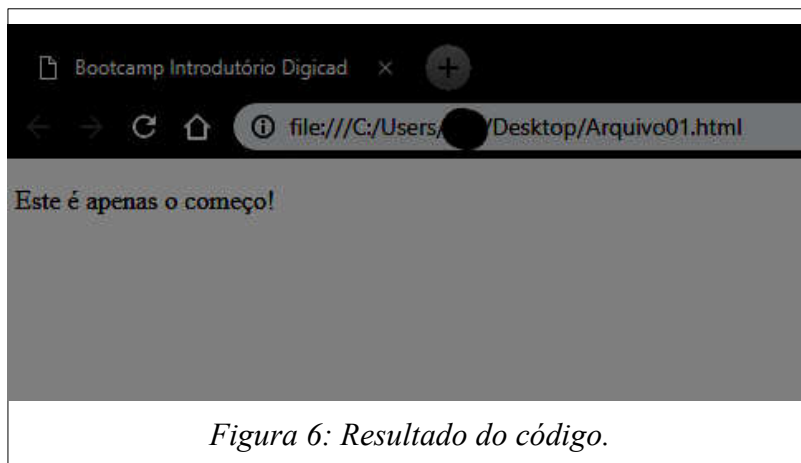 Bootcamp Introdutório Digicad
file:///C:/Users/ /Desktop/Arquivo01.html
Este é apenas o começo!
Figura 6: Resultado do código.